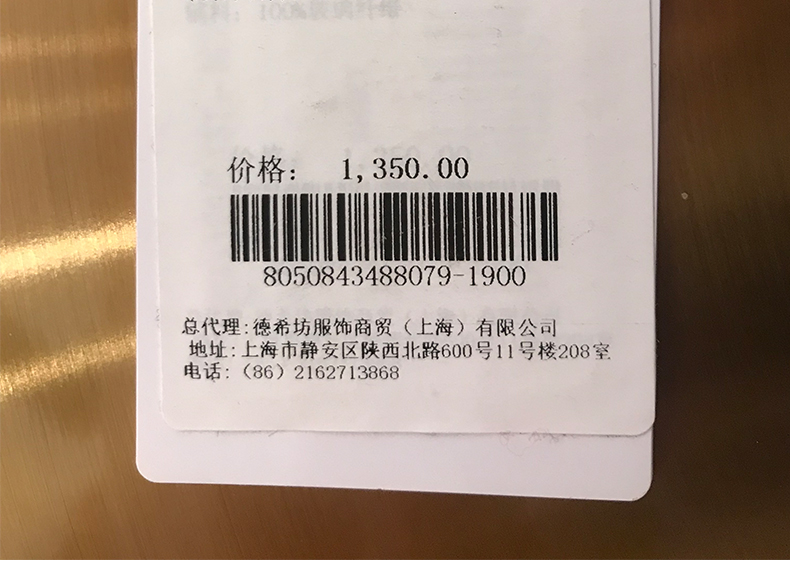 价格: 1,350.00
8050843488079-1900
总代理:德希坊服饰商贸（上海）有限公司
地址:上海市静安区陕西北路600号11号楼208室
电话:（86）2162713868